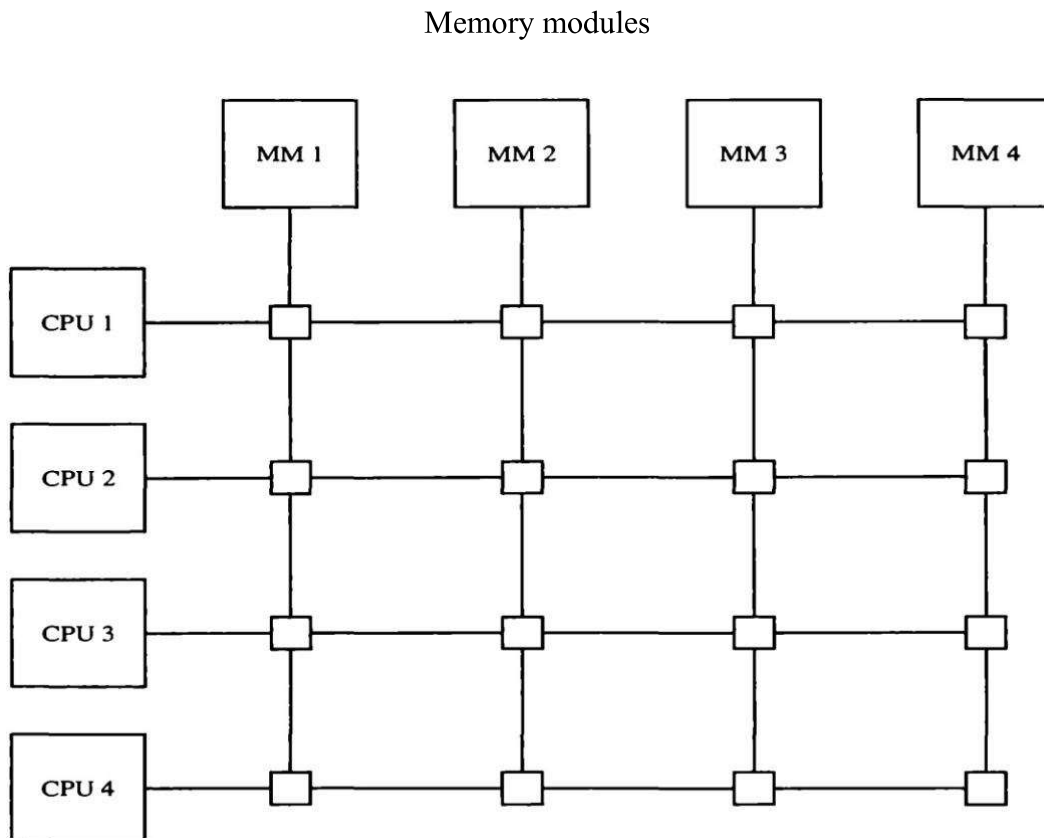 Memory modules
MM 1
MM 2
MM 3
MM 4
CPU 1
CPU 2
CPU 3
CPU 4